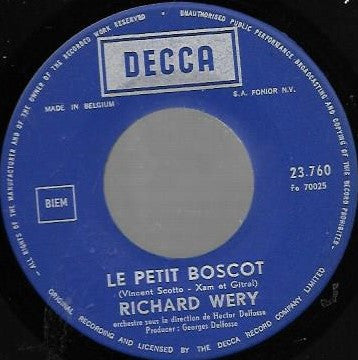 UNAUTHORISED PUBLIC PERFORMANCE BROADCASTING AND COPYING OF THIS RECORD PROHIBITED
ALL RIGHTS OF THE MANUFACTURER AND OF THE OWNER OF THE RECORDED WORK RESERVED
DECCA
MADE IN BELGIUM
S.A. FONIOR N.V.
23.760
Fo 70025
BIEM
LE PETIT BOSCOT
(Vincent Scotto - Xam et Gitral)
RICHARD WERY
orchestre sous la direction de Hector Delfosse
Producer : Georges Delfosse
ORIGINAL RECORDING AND LICENSED BY THE DECCA RECORD COMPANY LIMITED, LONDON